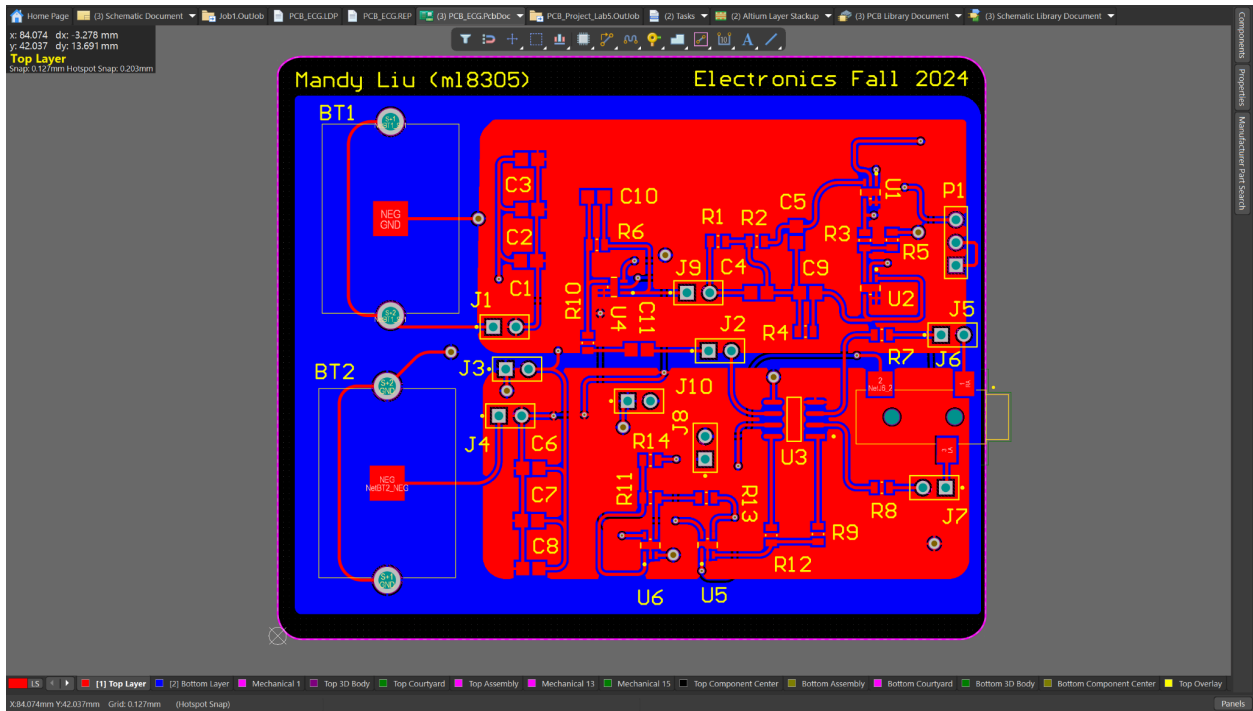 Home Page
(3) Schematic Document
Job1.OutJob
PCB_ECG.LDP
PCB_ECG.REP
(3) PCB_ECG.PcbDoc
PCB_Project_Lab5.OutJob
(2) Tasks
(2) Altium Layer Stackup
(3) PCB Library Document
(3) Schematic Library Document
x: 84.074 dx: -3.278 mm
y: 42.037 dy: 13.691 mm
Top Layer
Snap: 0.127mm Hotspot Snap: 0.203mm
Components
Properties
Manufacturer Part Search
Mandy Liu (ml8305)
Electronics Fall 2024
BT1
C3
C10
U1
P1
C5
NEG
GND
C2
R6
R1
R2
R3
R5
C1
J9
C4
C9
J1
R10
U4
C11
U2
J5
J2
R4
R7
J6
J3
BT2
J10
2
NetJ6_2
J4
C6
J8
R14
U3
NEG
NetBT2_NEG
C7
R11
R13
R8
J7
C8
R9
R12
U6
U5
LS
[1] Top Layer
[2] Bottom Layer
Mechanical 1
Top 3D Body
Top Courtyard
Top Assembly
Mechanical 13
Mechanical 15
Top Component Center
Bottom Assembly
Bottom Courtyard
Bottom 3D Body
Bottom Component Center
Top Overlay
X:84.074mm Y:42.037mm Grid: 0.127mm (Hotspot Snap)
Panels